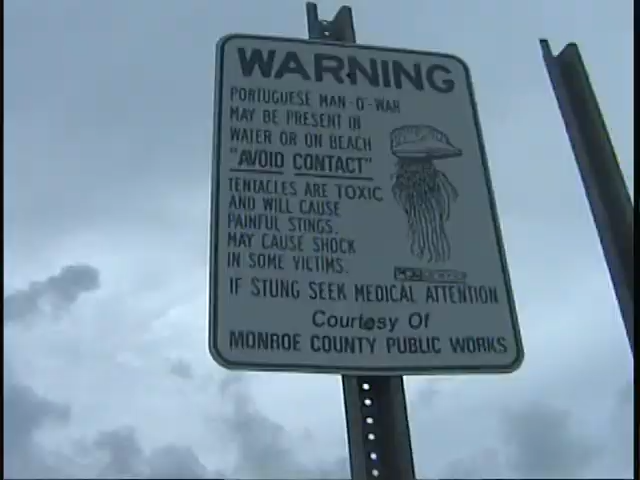 WARNING
PORTUGUESE MAN-O'-WAR
MAY BE PRESENT IN
WATER OR ON BEACH
"AVOID CONTACT"
TENTACLES ARE TOXIC
AND WILL CAUSE
PAINFUL STINGS.
MAY CAUSE SHOCK
IN SOME VICTIMS.
IF STUNG SEEK MEDICAL ATTENTION
Courtesy Of
MONROE COUNTY PUBLIC WORKS